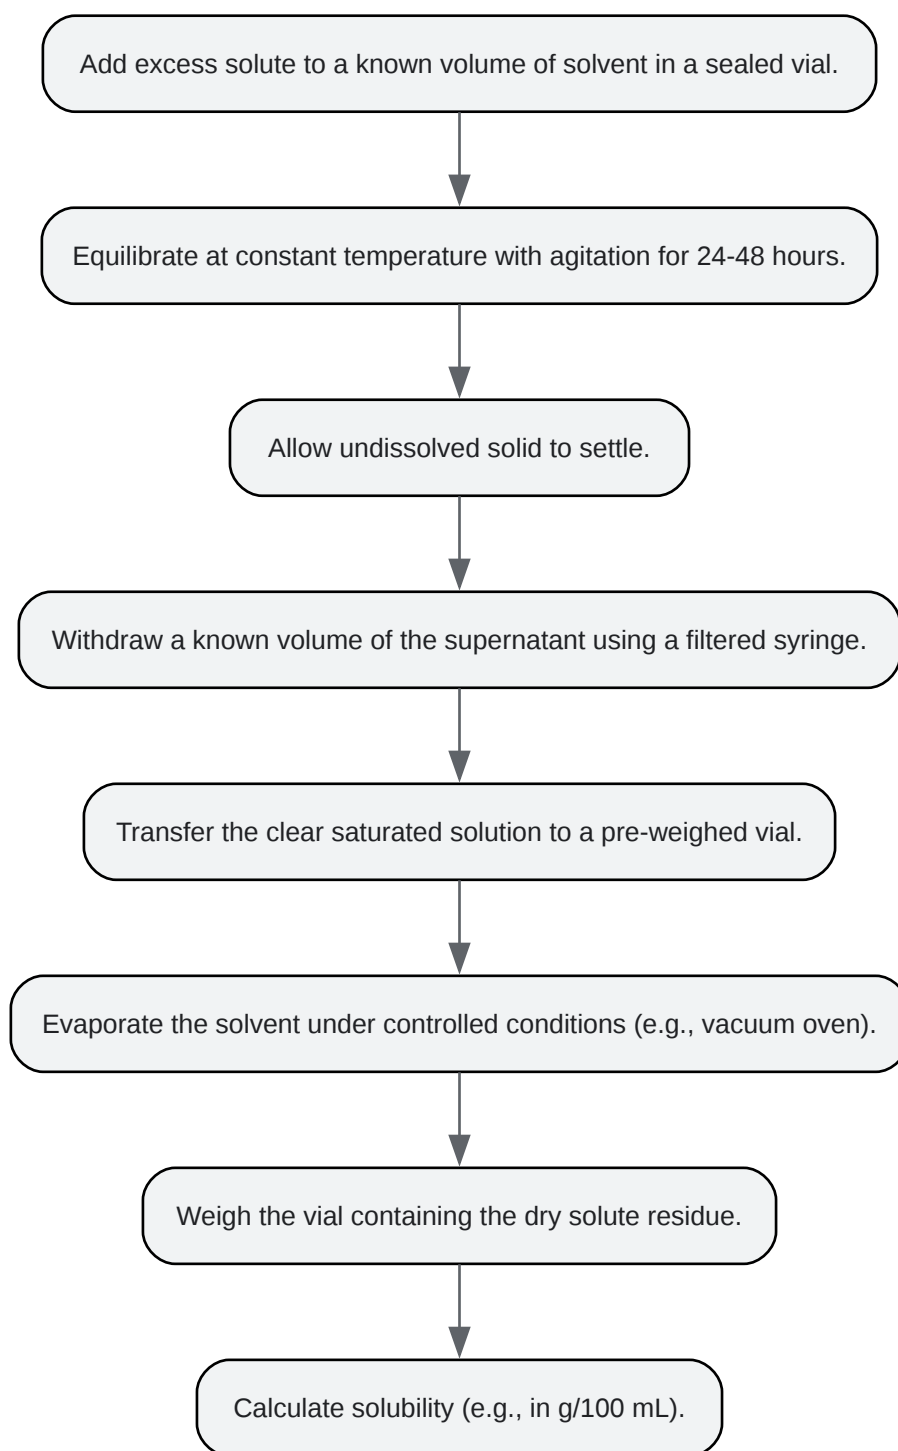 Add excess solute to a known volume of solvent in a sealed vial.
Equilibrate at constant temperature with agitation for 24-48 hours.
Allow undissolved solid to settle.
Withdraw a known volume of the supernatant using a filtered syringe.
Transfer the clear saturated solution to a pre-weighed vial.
Evaporate the solvent under controlled conditions (e.g., vacuum oven).
Weigh the vial containing the dry solute residue.
Calculate solubility (e.g., in g/100 mL).